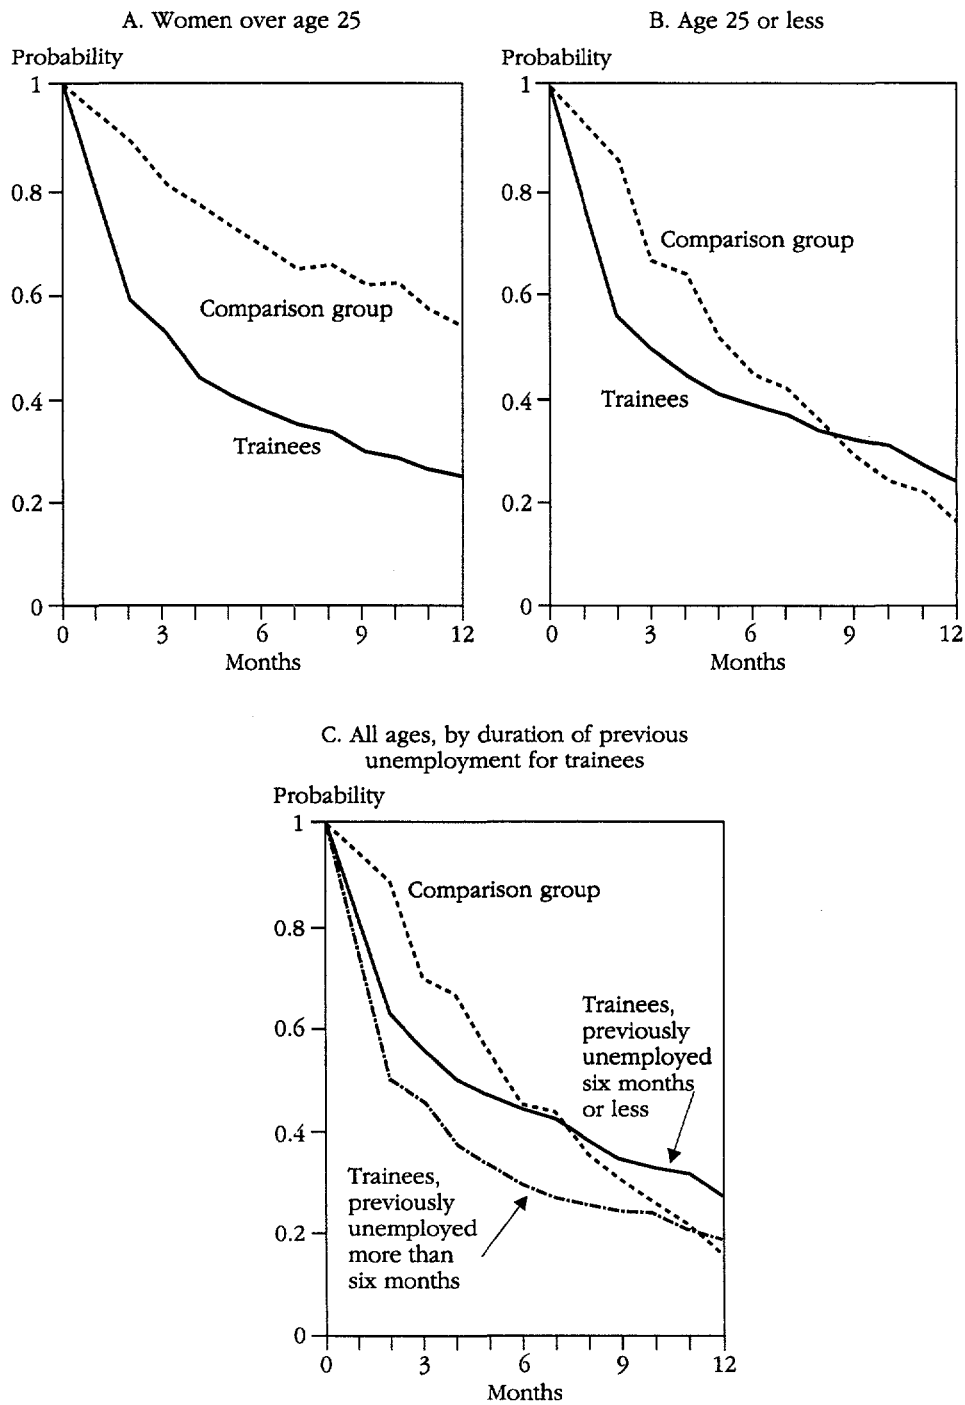 A. Women over age 25
Probability
1
0.8
0.6
0.4
0.2
0
Comparison group
Trainees
0 3 6 9 12
Months
B. Age 25 or less
Probability
1
0.8
0.6
0.4
0.2
0
Comparison group
Trainees
0 3 6 9 12
Months
C. All ages, by duration of previous
unemployment for trainees
Probability
1
0.8
0.6
0.4
0.2
0
Comparison group
Trainees,
previously
unemployed
six months
or less
Trainees,
previously
unemployed
more than
six months
0 3 6 9 12
Months